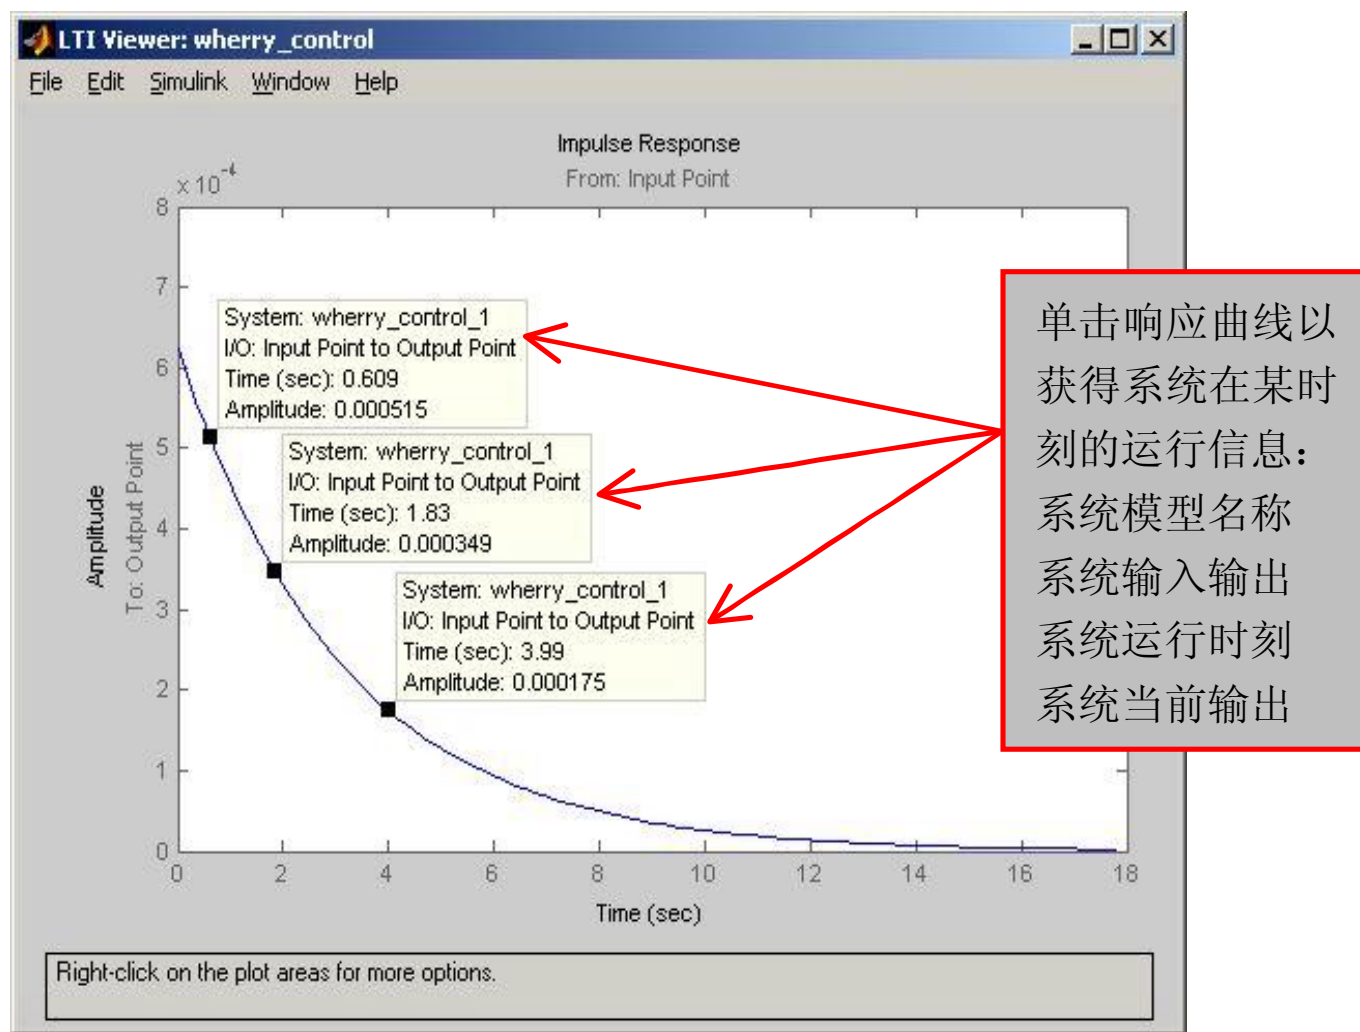 LTI Viewer: wherry_control
File Edit Simulink Window Help
Impulse Response
From: Input Point
x 10^-4
8
7
6
5
4
3
2
1
0
Amplitude
To: Output Point
System: wherry_control_1
I/O: Input Point to Output Point
Time (sec): 0.609
Amplitude: 0.000515
System: wherry_control_1
I/O: Input Point to Output Point
Time (sec): 1.83
Amplitude: 0.000349
System: wherry_control_1
I/O: Input Point to Output Point
Time (sec): 3.99
Amplitude: 0.000175
单击响应曲线以
获得系统在某时
刻的运行信息：
系统模型名称
系统输入输出
系统运行时刻
系统当前输出
0 2 4 6 8 10 12 14 16 18
Time (sec)
Right-click on the plot areas for more options.